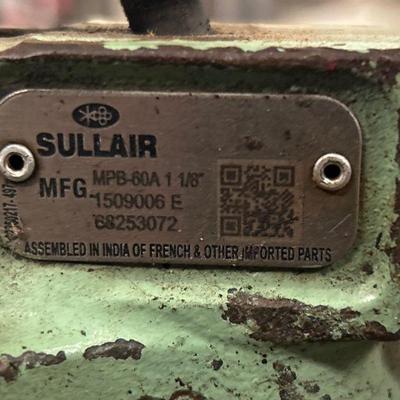 SULLAIR
MFG. MPB-60A 1 1/8"
1509006 E
68253072
ASSEMBLED IN INDIA OF FRENCH & OTHER IMPORTED PARTS